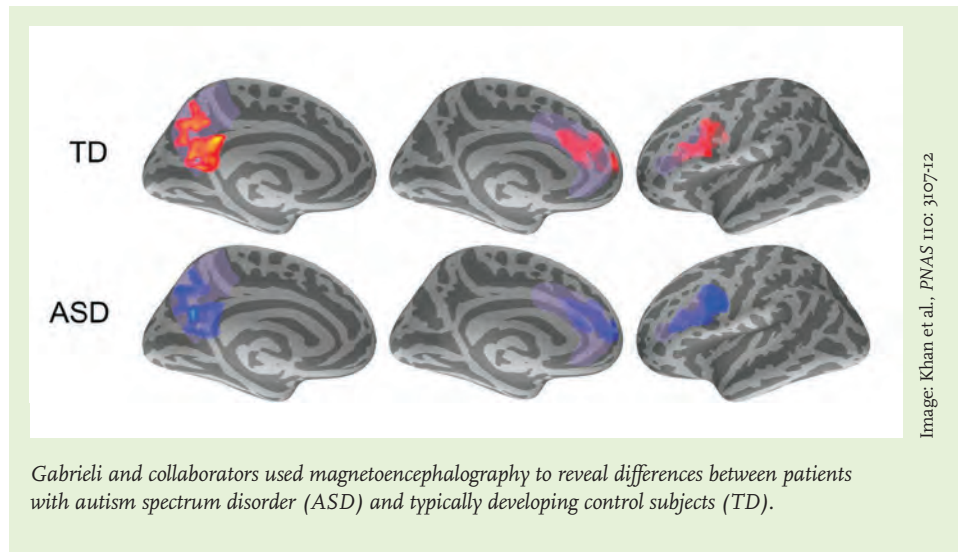 TD
ASD
Image: Khan et al., PNAS 110: 3107-12
Gabrieli and collaborators used magnetoencephalography to reveal differences between patients
with autism spectrum disorder (ASD) and typically developing control subjects (TD).